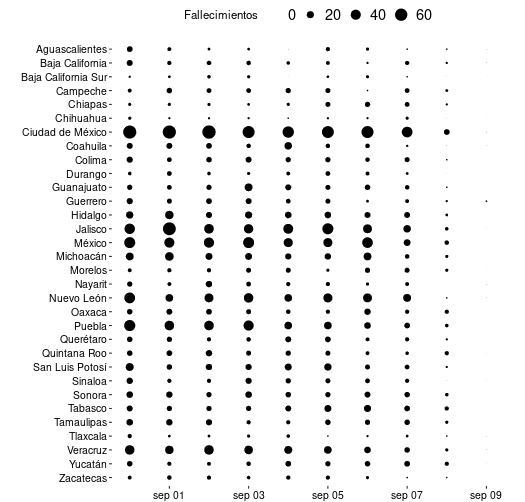 Fallecimientos 0 20 40 60
Aguascalientes
Baja California
Baja California Sur
Campeche
Chiapas
Chihuahua
Ciudad de México
Coahuila
Colima
Durango
Guanajuato
Guerrero
Hidalgo
Jalisco
México
Michoacán
Morelos
Nayarit
Nuevo León
Oaxaca
Puebla
Querétaro
Quintana Roo
San Luis Potosí
Sinaloa
Sonora
Tabasco
Tamaulipas
Tlaxcala
Veracruz
Yucatán
Zacatecas
sep 01 sep 03 sep 05 sep 07 sep 09